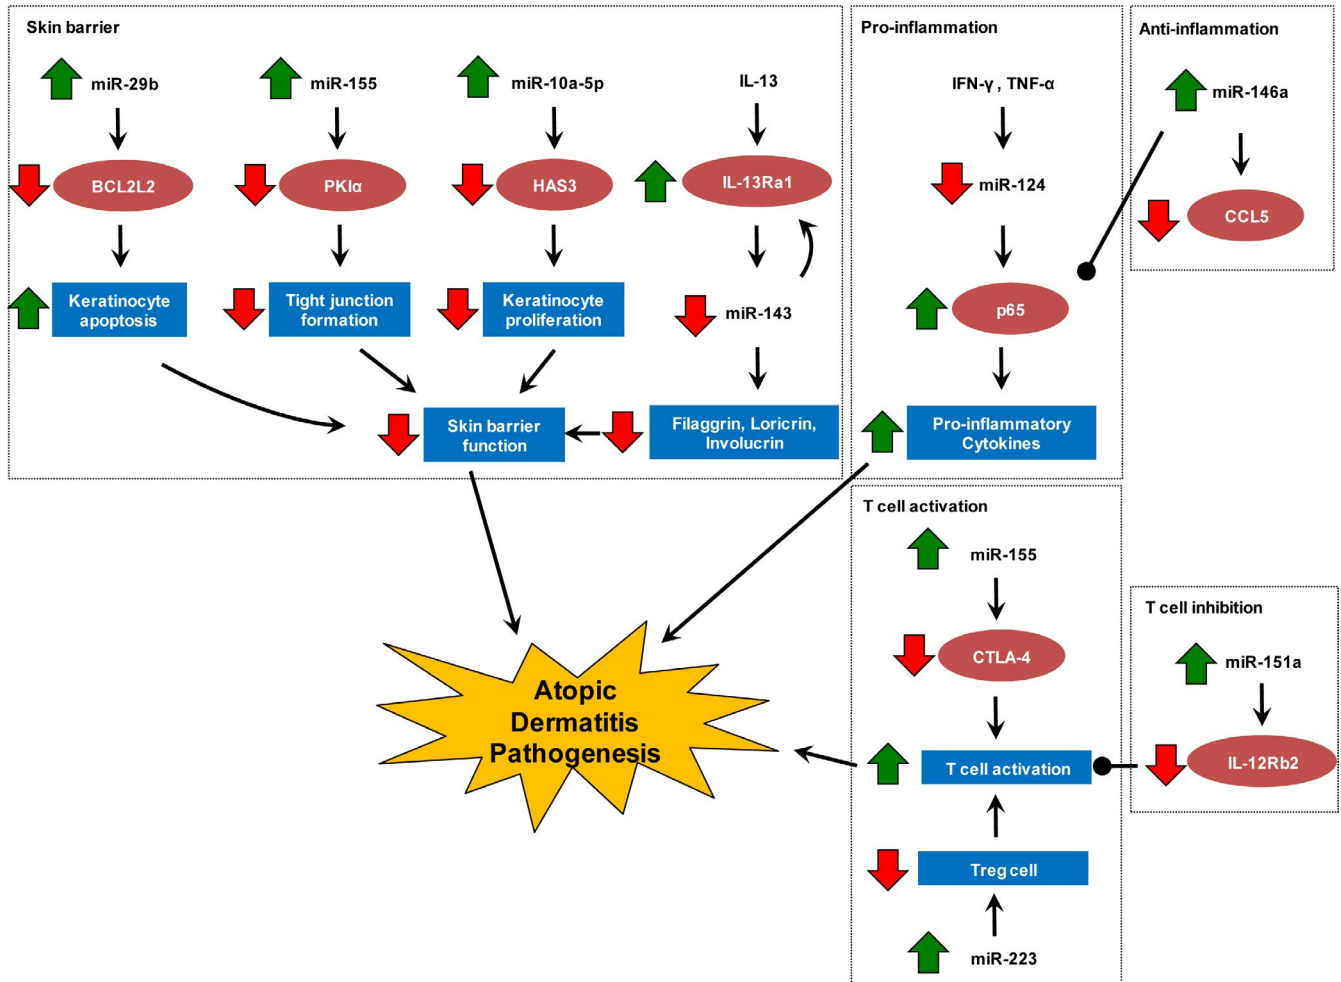 Skin barrier
miR-29b
miR-155
miR-10a-5p
IL-13
BCL2L2
PKIα
HAS3
IL-13Ra1
Keratinocyte
apoptosis
Tight junction
formation
Keratinocyte
proliferation
miR-143
Skin barrier
function
Filaggrin, Loricrin,
Involucrin
Pro-inflammation
IFN-γ , TNF-α
miR-124
p65
Pro-inflammatory
Cytokines
Anti-inflammation
miR-146a
CCL5
T cell activation
miR-155
CTLA-4
T cell activation
Treg cell
miR-223
T cell inhibition
miR-151a
IL-12Rb2
Atopic
Dermatitis
Pathogenesis